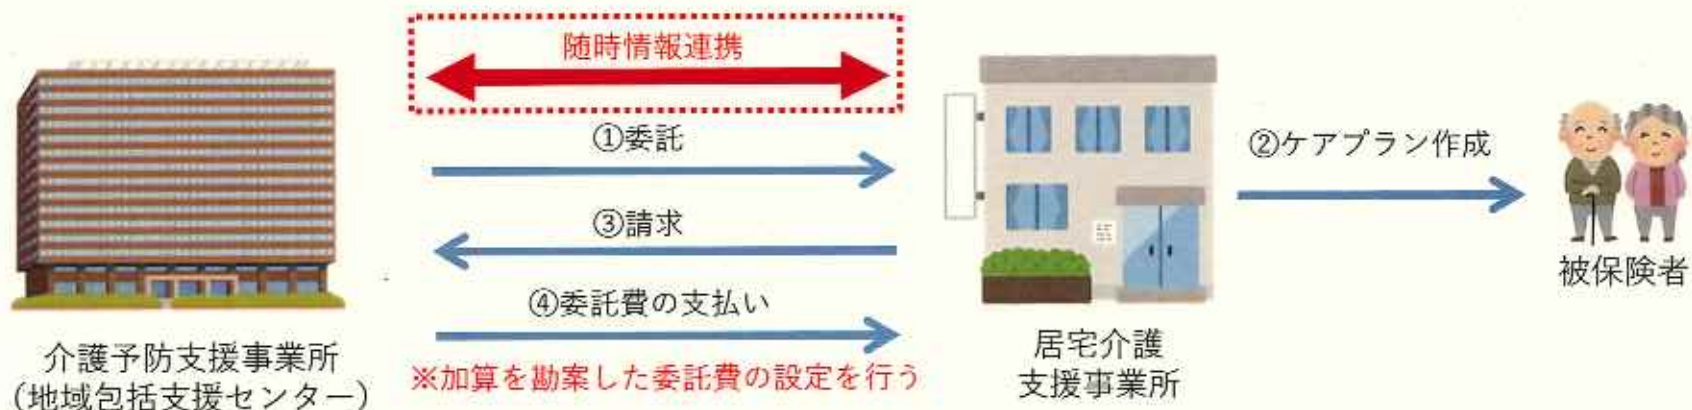 随時情報連携
①委託
③請求
④委託費の支払い
※加算を勘案した委託費の設定を行う
介護予防支援事業所
（地域包括支援センター）
居宅介護
支援事業所
②ケアプラン作成
被保険者